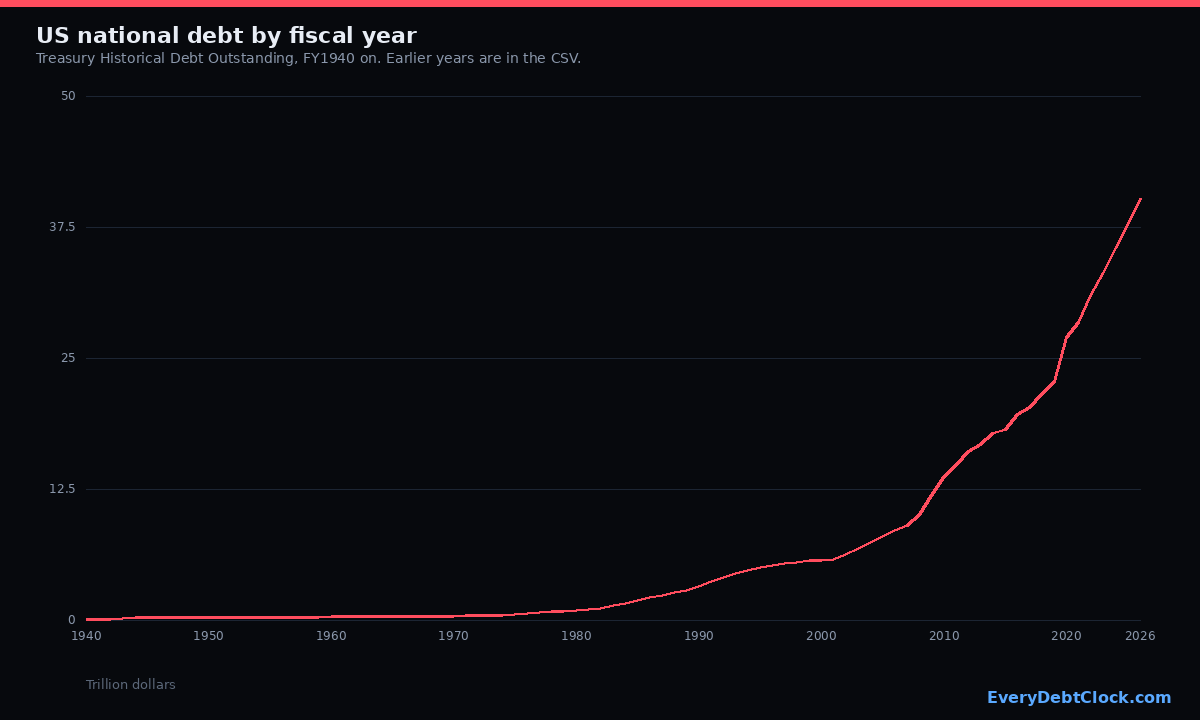 US national debt by fiscal year
Treasury Historical Debt Outstanding, FY1940 on. Earlier years are in the CSV.
50
37.5
25
12.5
0
1940 1950 1960 1970 1980 1990 2000 2010 2020 2026
Trillion dollars
EveryDebtClock.com